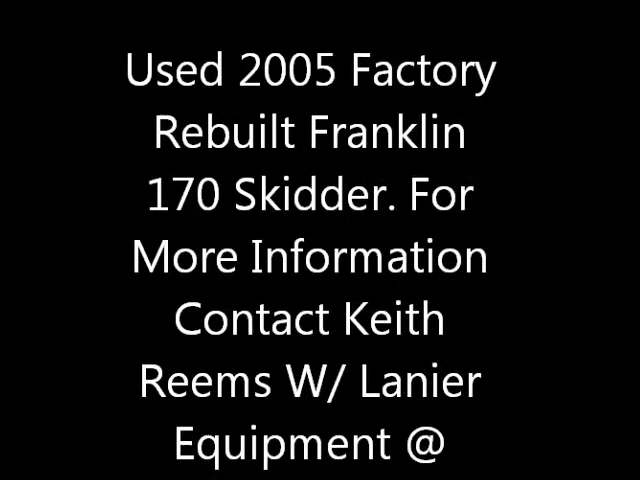 Used 2005 Factory
Rebuilt Franklin
170 Skidder. For
More Information
Contact Keith
Reems W/ Lanier
Equipment @